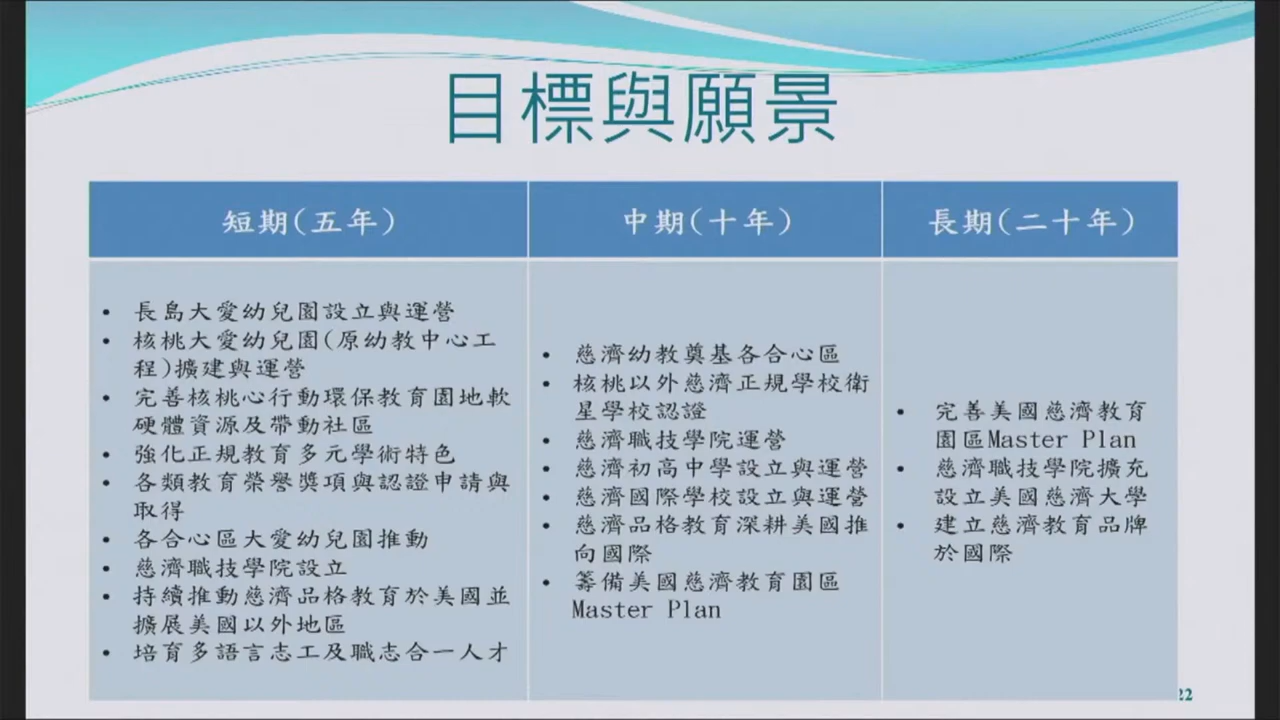 目標與願景
短期(五年)
中期(十年)
長期(二十年)
• 長島大愛幼兒園設立與運營
• 核桃大愛幼兒園(原幼教中心工
程)擴建與運營
• 完善核桃心行動環保教育園地軟
硬體資源及帶動社區
• 強化正規教育多元學術特色
• 各類教育榮譽獎項與認證申請與
取得
• 各合心區大愛幼兒園推動
• 慈濟職技學院設立
• 持續推動慈濟品格教育於美國並
擴展美國以外地區
• 培育多語言志工及職志合一人才
• 慈濟幼教奠基各合心區
• 核桃以外慈濟正規學校衛
星學校認證
• 慈濟職技學院運營
• 慈濟初高中學設立與運營
• 慈濟國際學校設立與運營
• 慈濟品格教育深耕美國推
向國際
• 籌備美國慈濟教育園區
Master Plan
• 完善美國慈濟教育
園區Master Plan
• 慈濟職技學院擴充
設立美國慈濟大學
• 建立慈濟教育品牌
於國際
22